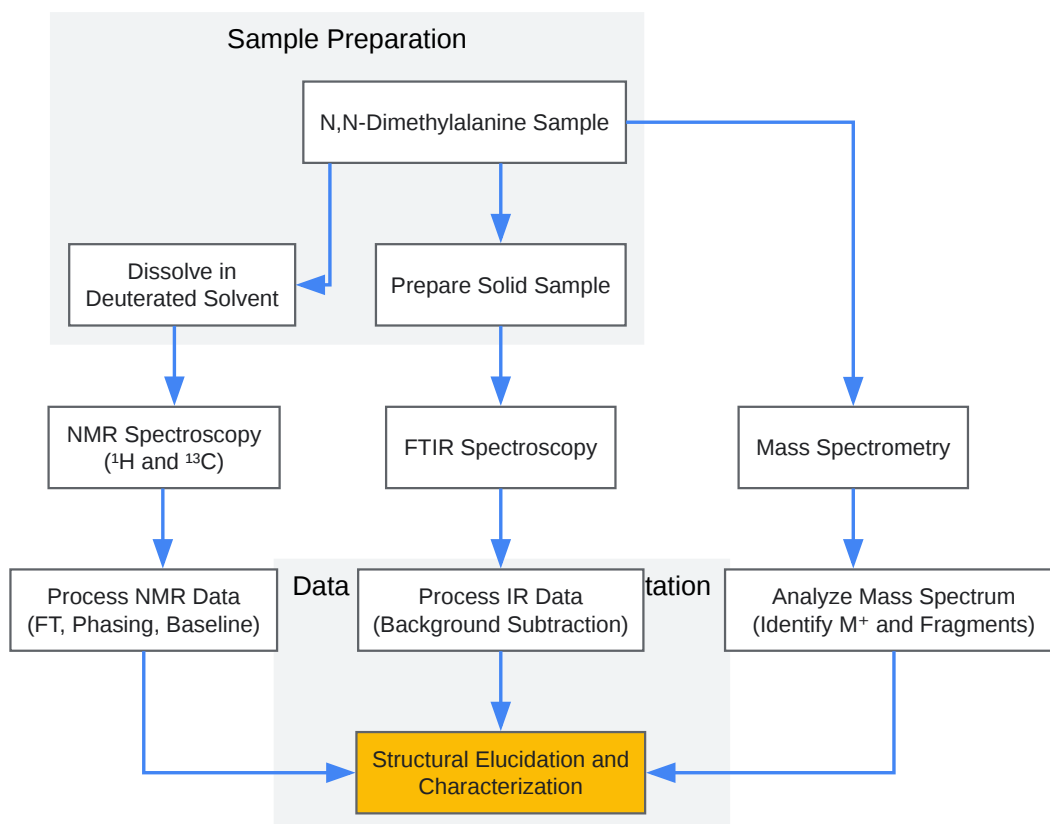 Sample Preparation
N,N-Dimethylalanine Sample
Dissolve in
Deuterated Solvent
Prepare Solid Sample
NMR Spectroscopy
(¹H and ¹³C)
FTIR Spectroscopy
Mass Spectrometry
Process NMR Data
(FT, Phasing, Baseline)
Data
Process IR Data
(Background Subtraction)
tation
Analyze Mass Spectrum
(Identify M⁺ and Fragments)
Structural Elucidation and
Characterization